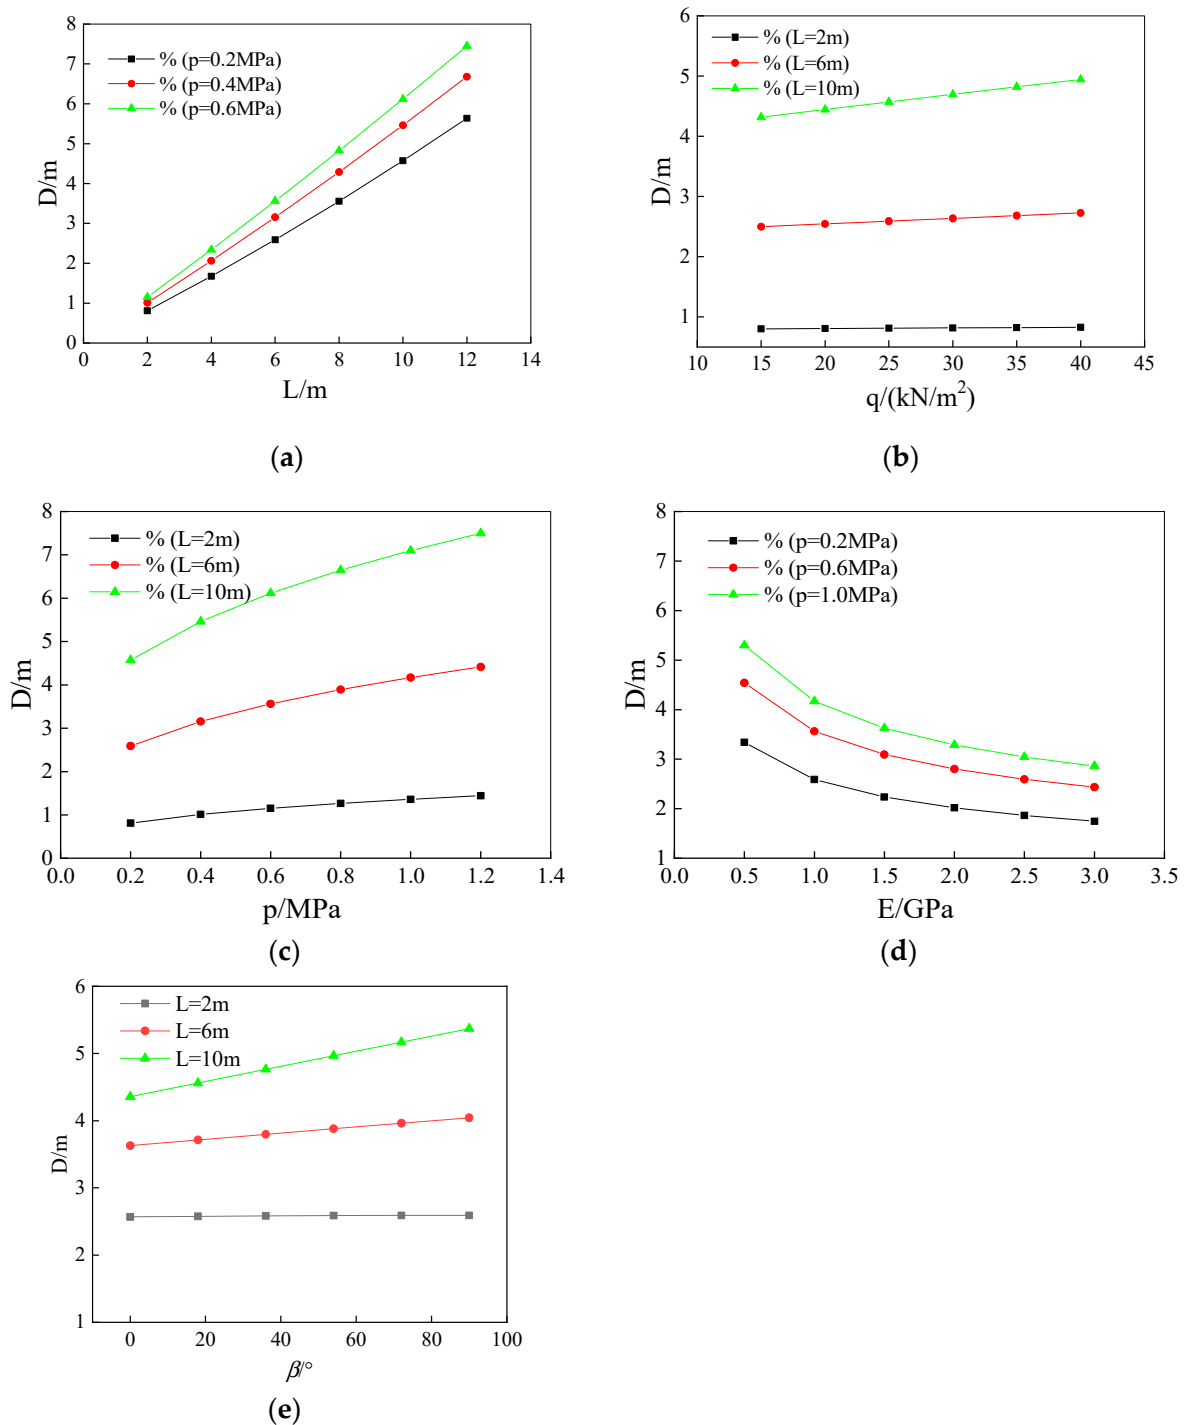 8
7
6
5
4
3
2
1
0
D/m
% (p=0.2MPa)
% (p=0.4MPa)
% (p=0.6MPa)
0 2 4 6 8 10 12 14
L/m
(a)
6
5
4
3
2
1
D/m
% (L=2m)
% (L=6m)
% (L=10m)
10 15 20 25 30 35 40 45
q/(kN/m²)
(b)
8
7
6
5
4
3
2
1
0
D/m
% (L=2m)
% (L=6m)
% (L=10m)
0.0 0.2 0.4 0.6 0.8 1.0 1.2 1.4
p/MPa
(c)
8
7
6
5
4
3
2
1
D/m
% (p=0.2MPa)
% (p=0.6MPa)
% (p=1.0MPa)
0.0 0.5 1.0 1.5 2.0 2.5 3.0 3.5
E/GPa
(d)
6
5
4
3
2
1
D/m
L=2m
L=6m
L=10m
0 20 40 60 80 100
β/°
(e)